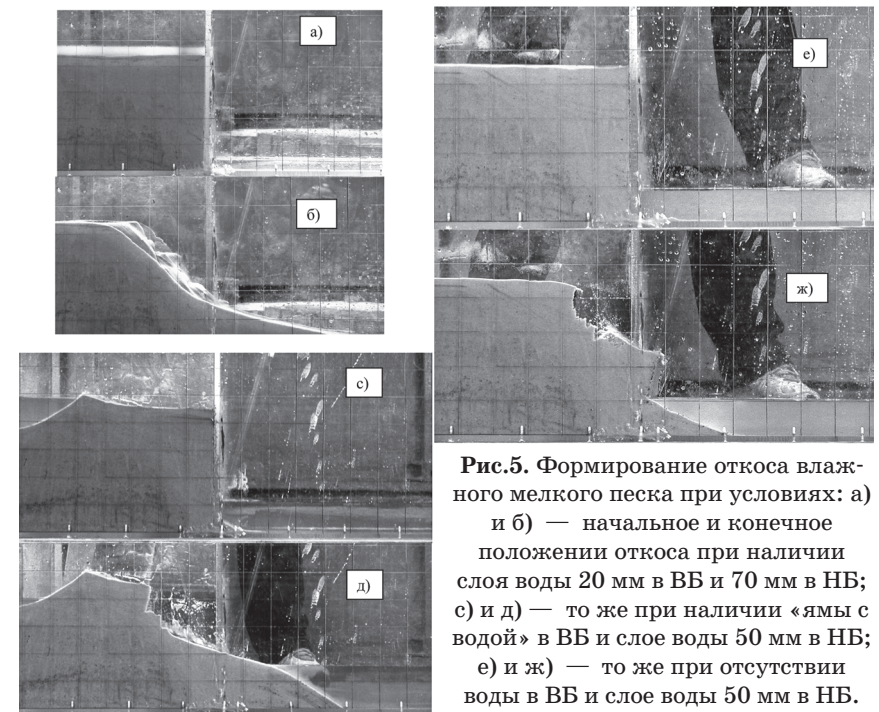 а)
б)
с)
д)
е)
ж)
Рис.5. Формирование откоса влаж-
ного мелкого песка при условиях: а)
и б) — начальное и конечное
положении откоса при наличии
слоя воды 20 мм в ВБ и 70 мм в НБ;
с) и д) — то же при наличии «ямы с
водой» в ВБ и слое воды 50 мм в НБ;
е) и ж) — то же при отсутствии
воды в ВБ и слое воды 50 мм в НБ.